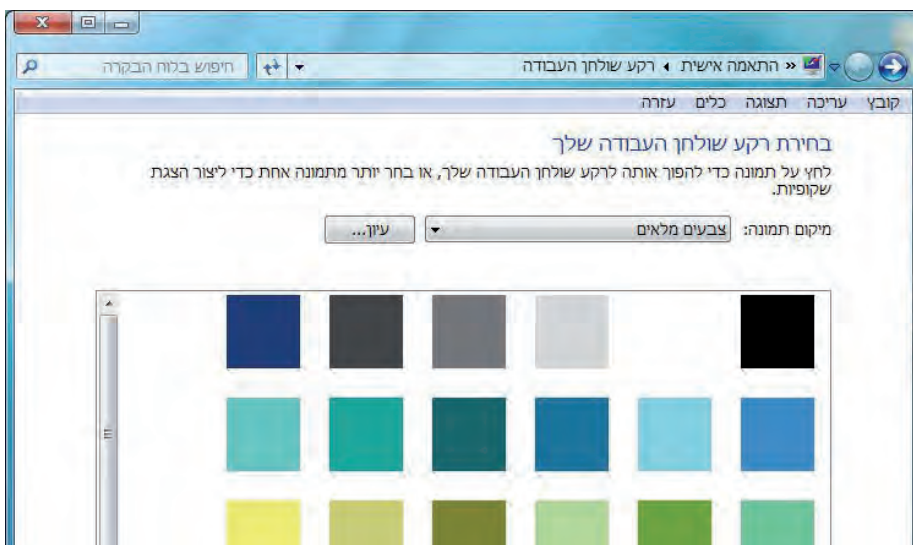 « התאמה אישית ‹ רקע שולחן העבודה
חיפוש בלוח הבקרה
קובץ עריכה תצוגה כלים עזרה
בחירת רקע שולחן העבודה שלך
לחץ על תמונה כדי להפוך אותה לרקע שולחן העבודה שלך, או בחר יותר מתמונה אחת כדי ליצור הצגת
שקופיות.
מיקום תמונה: צבעים מלאים עיון...